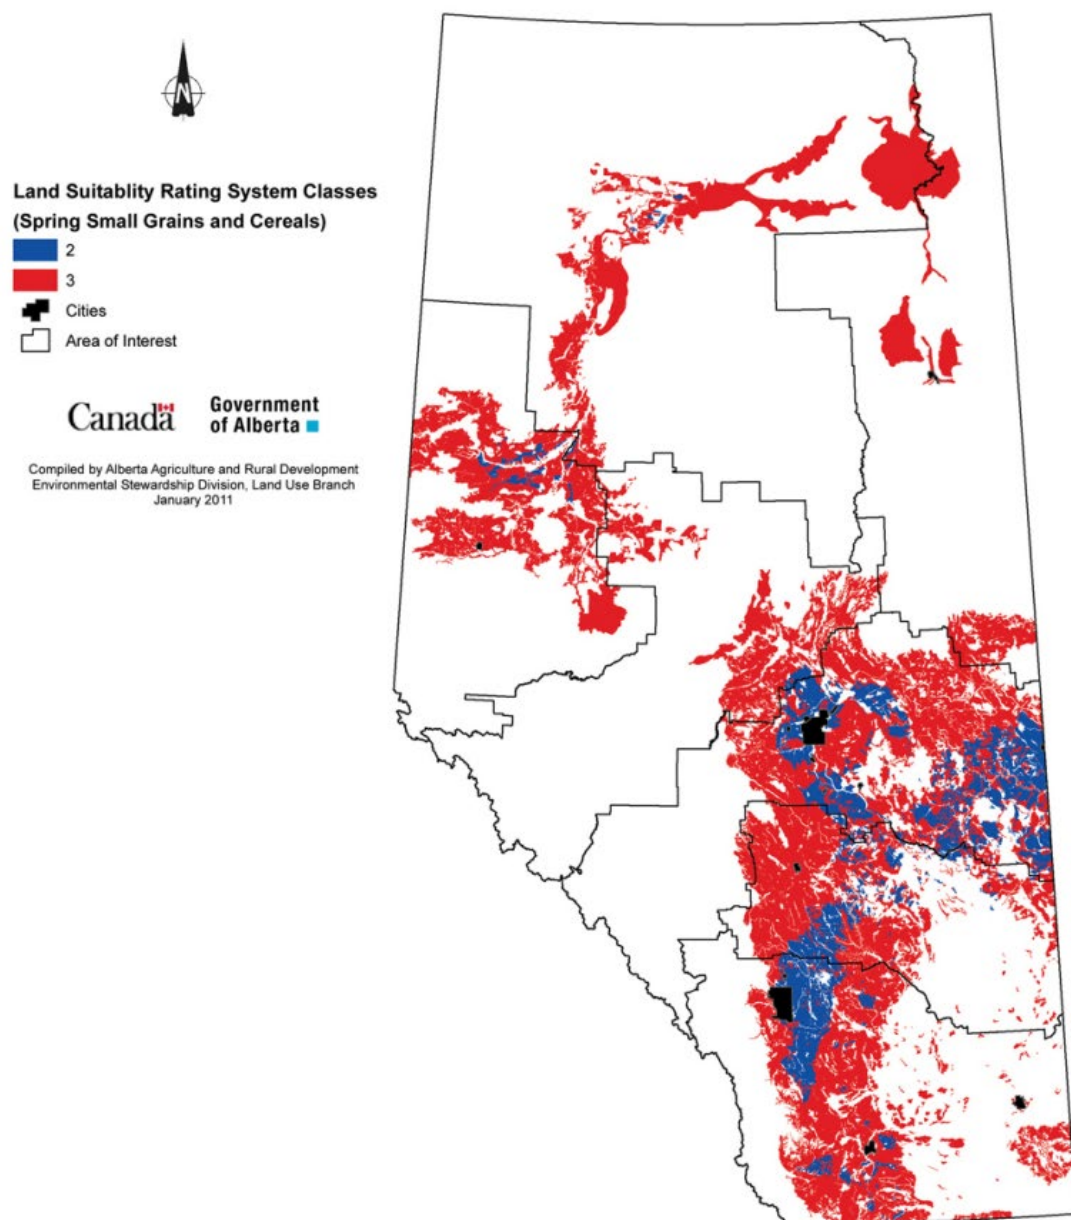 N
Land Suitablity Rating System Classes
(Spring Small Grains and Cereals)
2
3
Cities
Area of Interest
Canada
Government
of Alberta
Compiled by Alberta Agriculture and Rural Development
Environmental Stewardship Division, Land Use Branch
January 2011